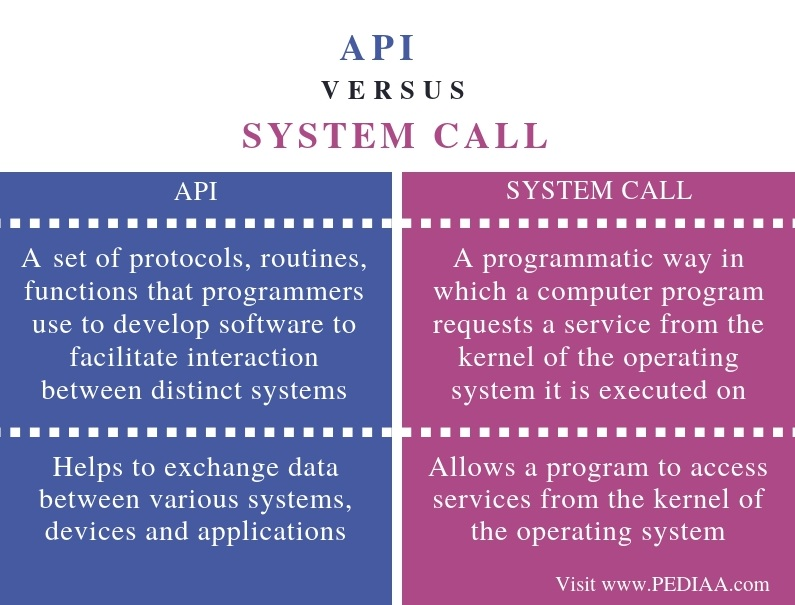 API
VERSUS
SYSTEM CALL
API
A set of protocols, routines,
functions that programmers
use to develop software to
facilitate interaction
between distinct systems
Helps to exchange data
between various systems,
devices and applications
SYSTEM CALL
A programmatic way in
which a computer program
requests a service from the
kernel of the operating
system it is executed on
Allows a program to access
services from the kernel of
the operating system
Visit www.PEDIAA.com